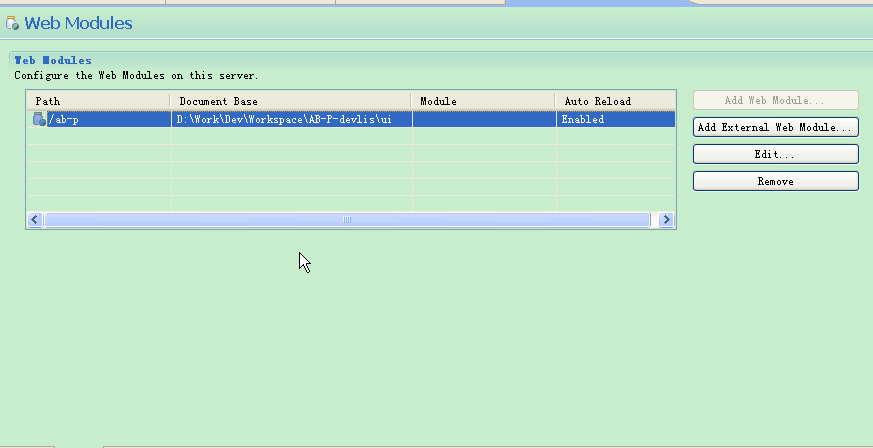 Web Modules
Web Modules
Configure the Web Modules on this server.
Path Document Base Module Auto Reload
/ab-p D:\Work\Dev\Workspace\AB-P-devlis\ui Enabled
Add Web Module...
Add External Web Module...
Edit...
Remove